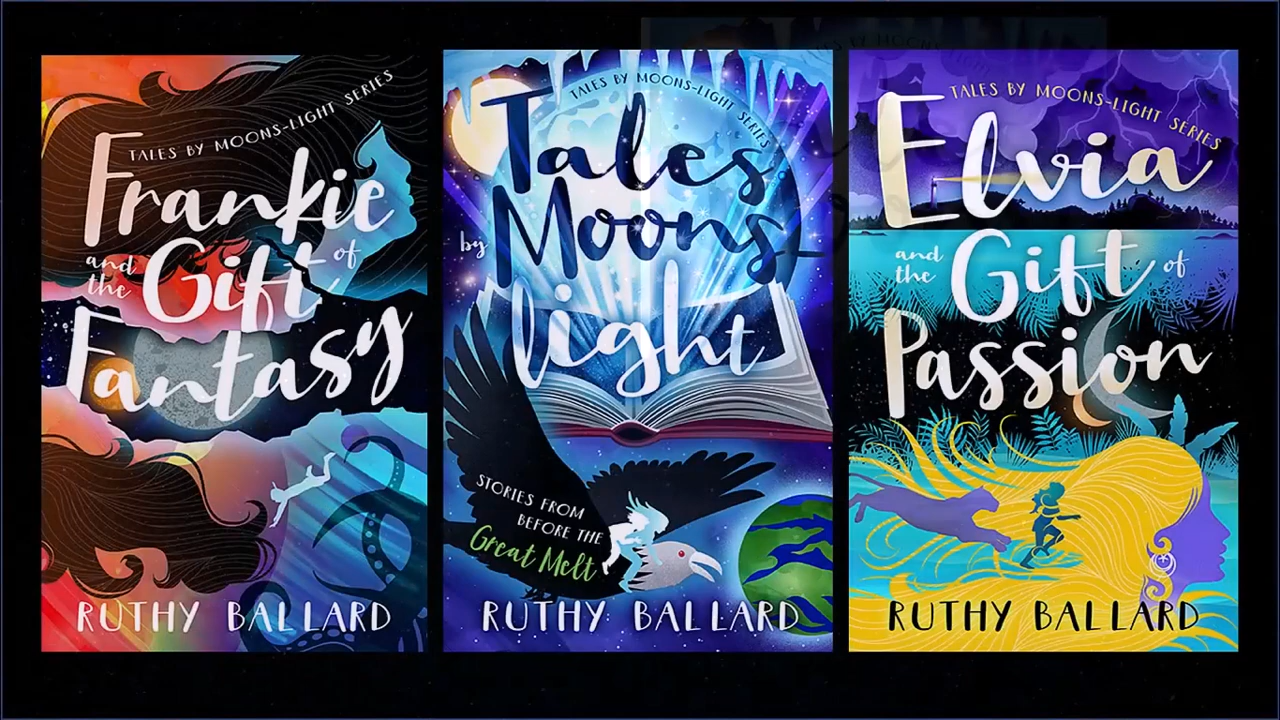 TALES BY MOONS-LIGHT SERIES
Frankie
and the Gift of
Fantasy
RUTHY BALLARD
TALES BY MOONS-LIGHT SERIES
Tales
by Moons-
light
STORIES FROM
BEFORE THE
Great Melt
RUTHY BALLARD
TALES BY MOONS-LIGHT SERIES
Elvia
and the Gift of
Passion
RUTHY BALLARD